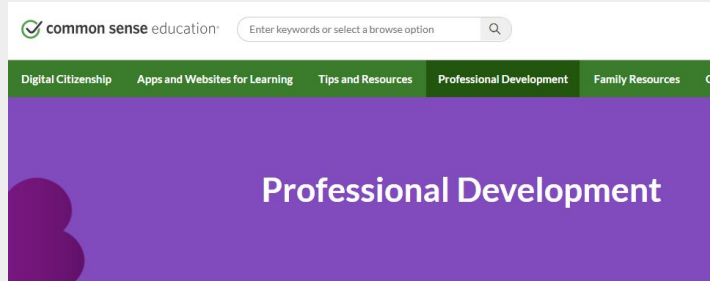 common sense education
Enter keywords or select a browse option
Digital Citizenship Apps and Websites for Learning Tips and Resources Professional Development Family Resources
Professional Development